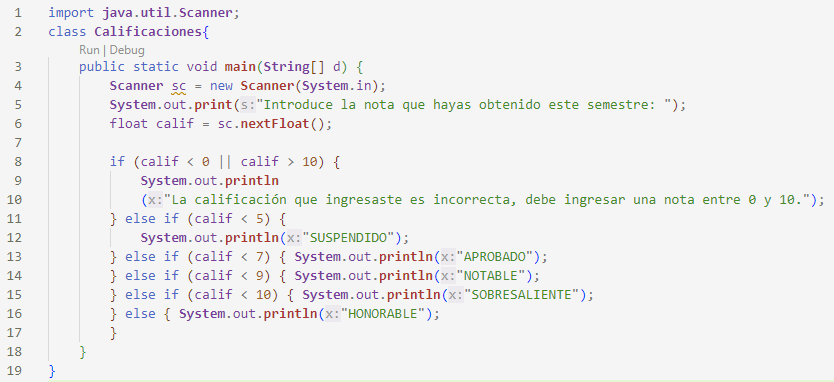 1 import java.util.Scanner;
2 class Calificaciones{
Run | Debug
3 public static void main(String[] d) {
4 Scanner sc = new Scanner(System.in);
5 System.out.print(s:"Introduce la nota que hayas obtenido este semestre: ");
6 float calif = sc.nextFloat();
7
8 if (calif < 0 || calif > 10) {
9 System.out.println
10 (x:"La calificación que ingresaste es incorrecta, debe ingresar una nota entre 0 y 10.");
11 } else if (calif < 5) {
12 System.out.println(x:"SUSPENDIDO");
13 } else if (calif < 7) { System.out.println(x:"APROBADO");
14 } else if (calif < 9) { System.out.println(x:"NOTABLE");
15 } else if (calif < 10) { System.out.println(x:"SOBRESALIENTE");
16 } else { System.out.println(x:"HONORABLE");
17 }
18 }
19 }